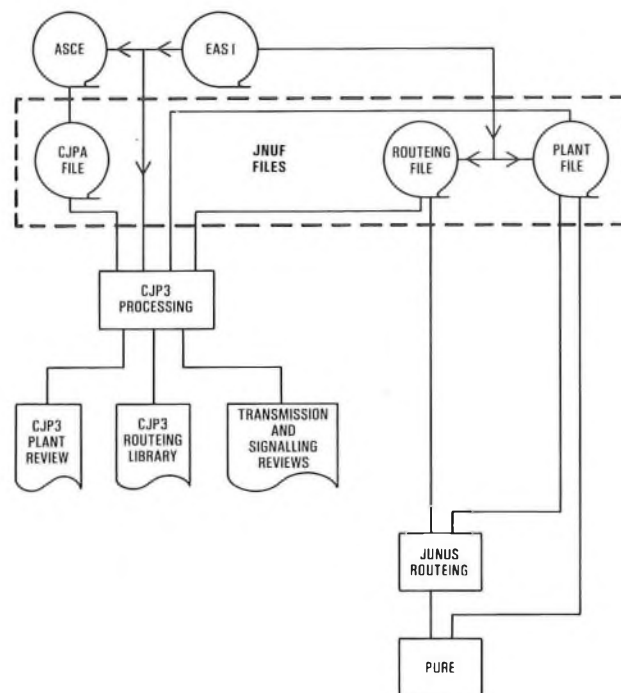 ASCE
EASI
CJPA
FILE
JNUF
FILES
ROUTEING
FILE
PLANT
FILE
CJP3
PROCESSING
CJP3
PLANT
REVIEW
CJP3
ROUTEING
LIBRARY
TRANSMISSION
AND
SIGNALLING
REVIEWS
JUNUS
ROUTEING
PURE